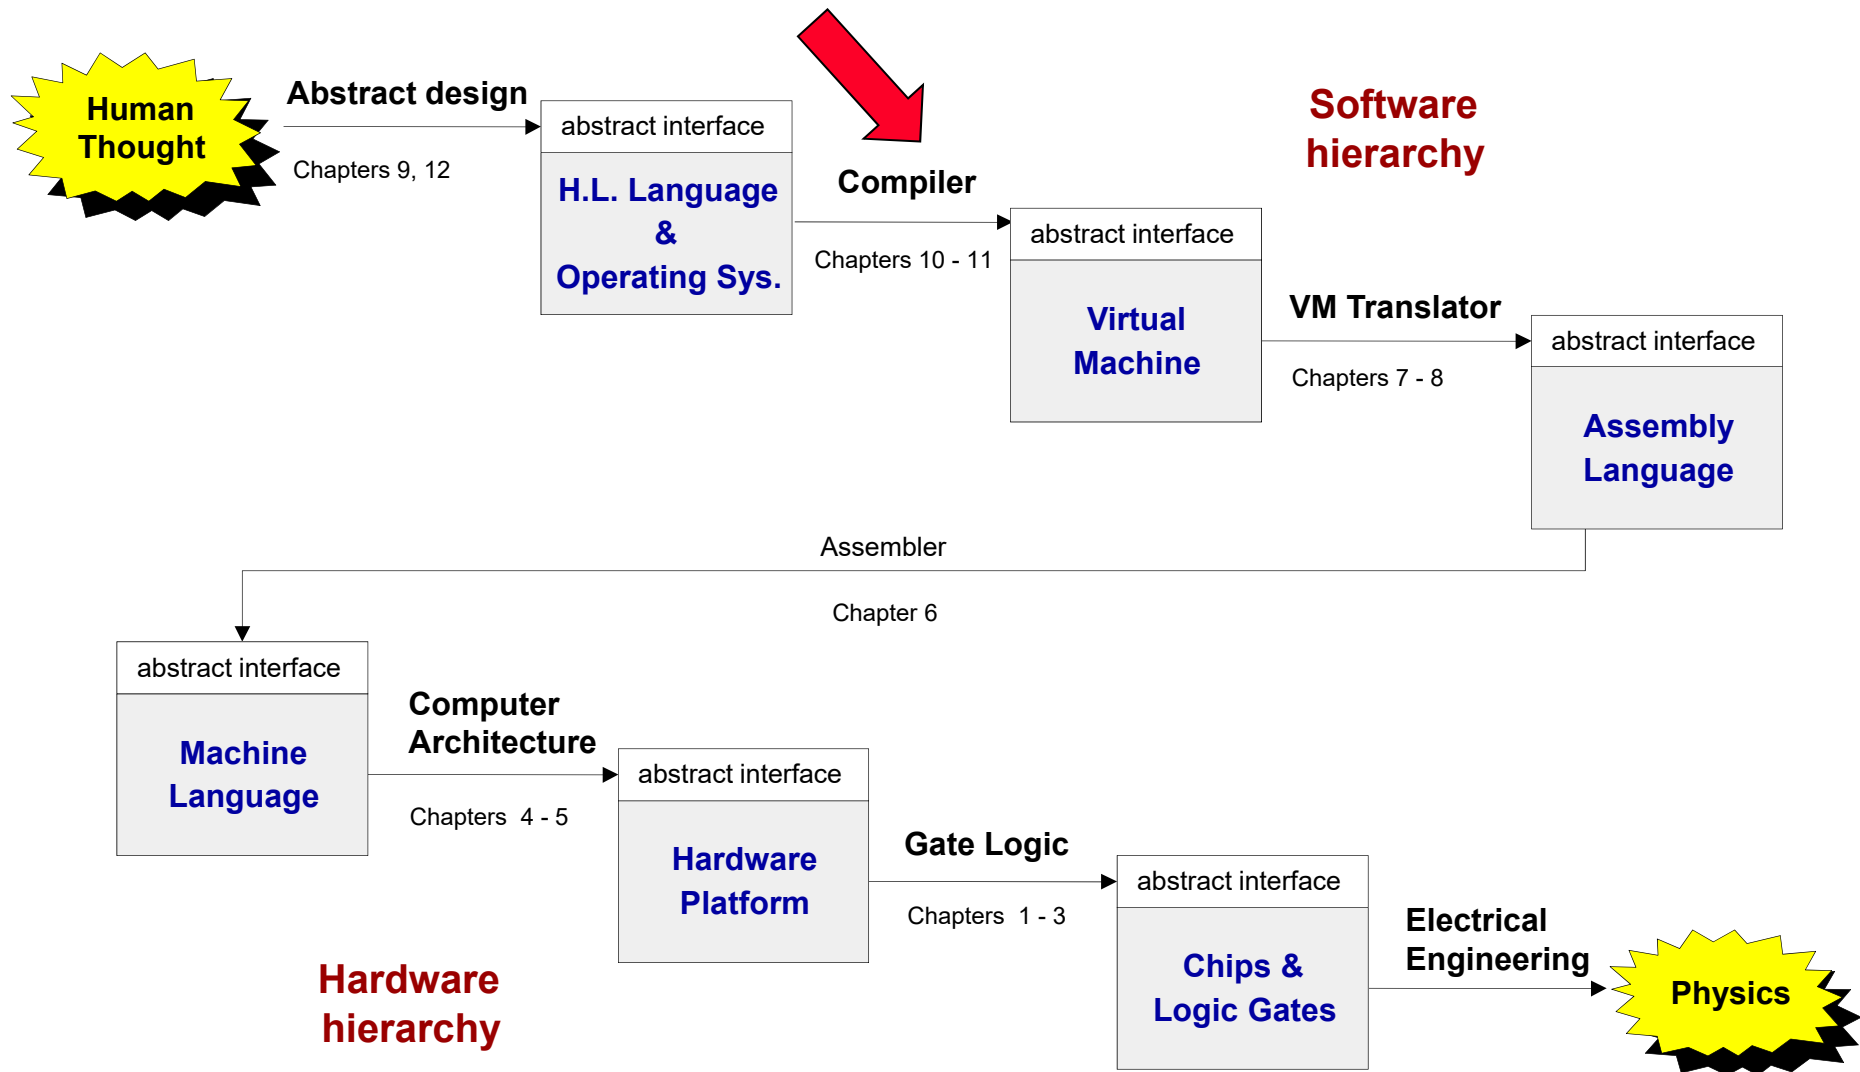 Human
Thought
Abstract design
Chapters 9, 12
abstract interface
H.L. Language
&
Operating Sys.
Compiler
Chapters 10 - 11
Software
hierarchy
abstract interface
Virtual
Machine
VM Translator
Chapters 7 - 8
abstract interface
Assembly
Language
Assembler
Chapter 6
abstract interface
Machine
Language
Computer
Architecture
Chapters 4 - 5
abstract interface
Hardware
Platform
Gate Logic
Chapters 1 - 3
abstract interface
Chips &
Logic Gates
Electrical
Engineering
Physics
Hardware
hierarchy